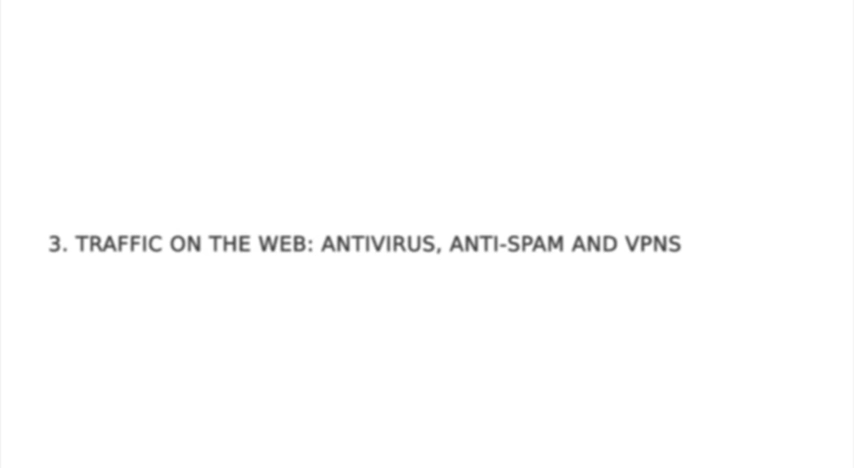 3. TRAFFIC ON THE WEB: ANTIVIRUS, ANTI-SPAM AND VPNS